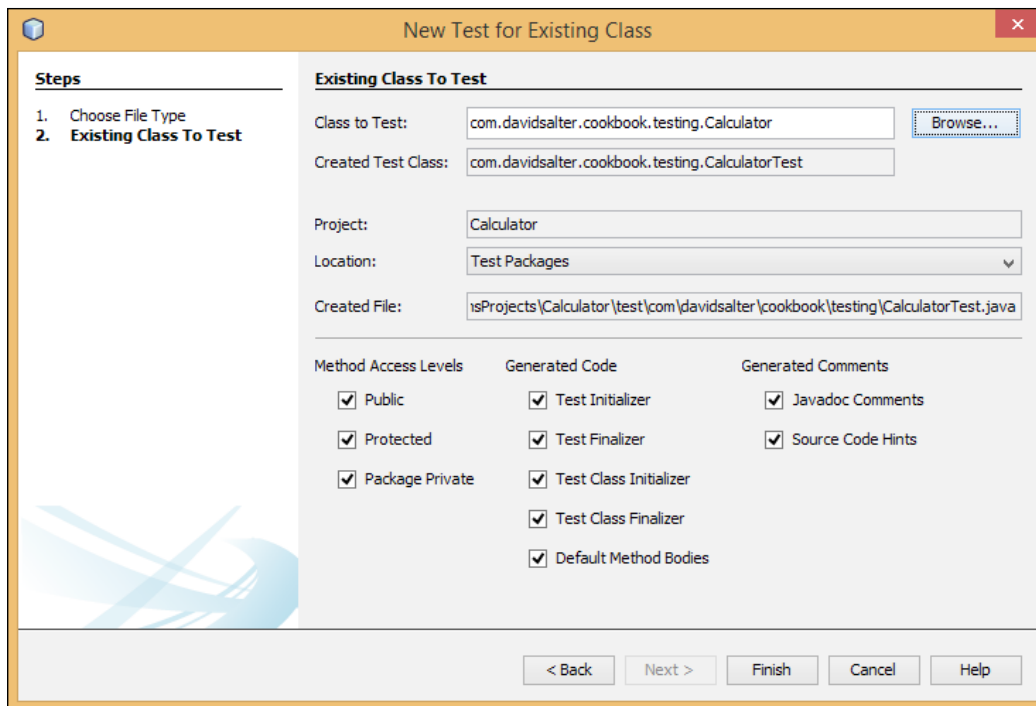 New Test for Existing Class
Steps
1. Choose File Type
2. Existing Class To Test
Existing Class To Test
Class to Test: com.davidsalter.cookbook.testing.Calculator Browse...
Created Test Class: com.davidsalter.cookbook.testing.CalculatorTest
Project: Calculator
Location: Test Packages
Created File: ısProjects\Calculator\test\com\davidsalter\cookbook\testing\CalculatorTest.java
Method Access Levels Generated Code Generated Comments
Public Test Initializer Javadoc Comments
Protected Test Finalizer Source Code Hints
Package Private Test Class Initializer
Test Class Finalizer
Default Method Bodies
< Back Next > Finish Cancel Help